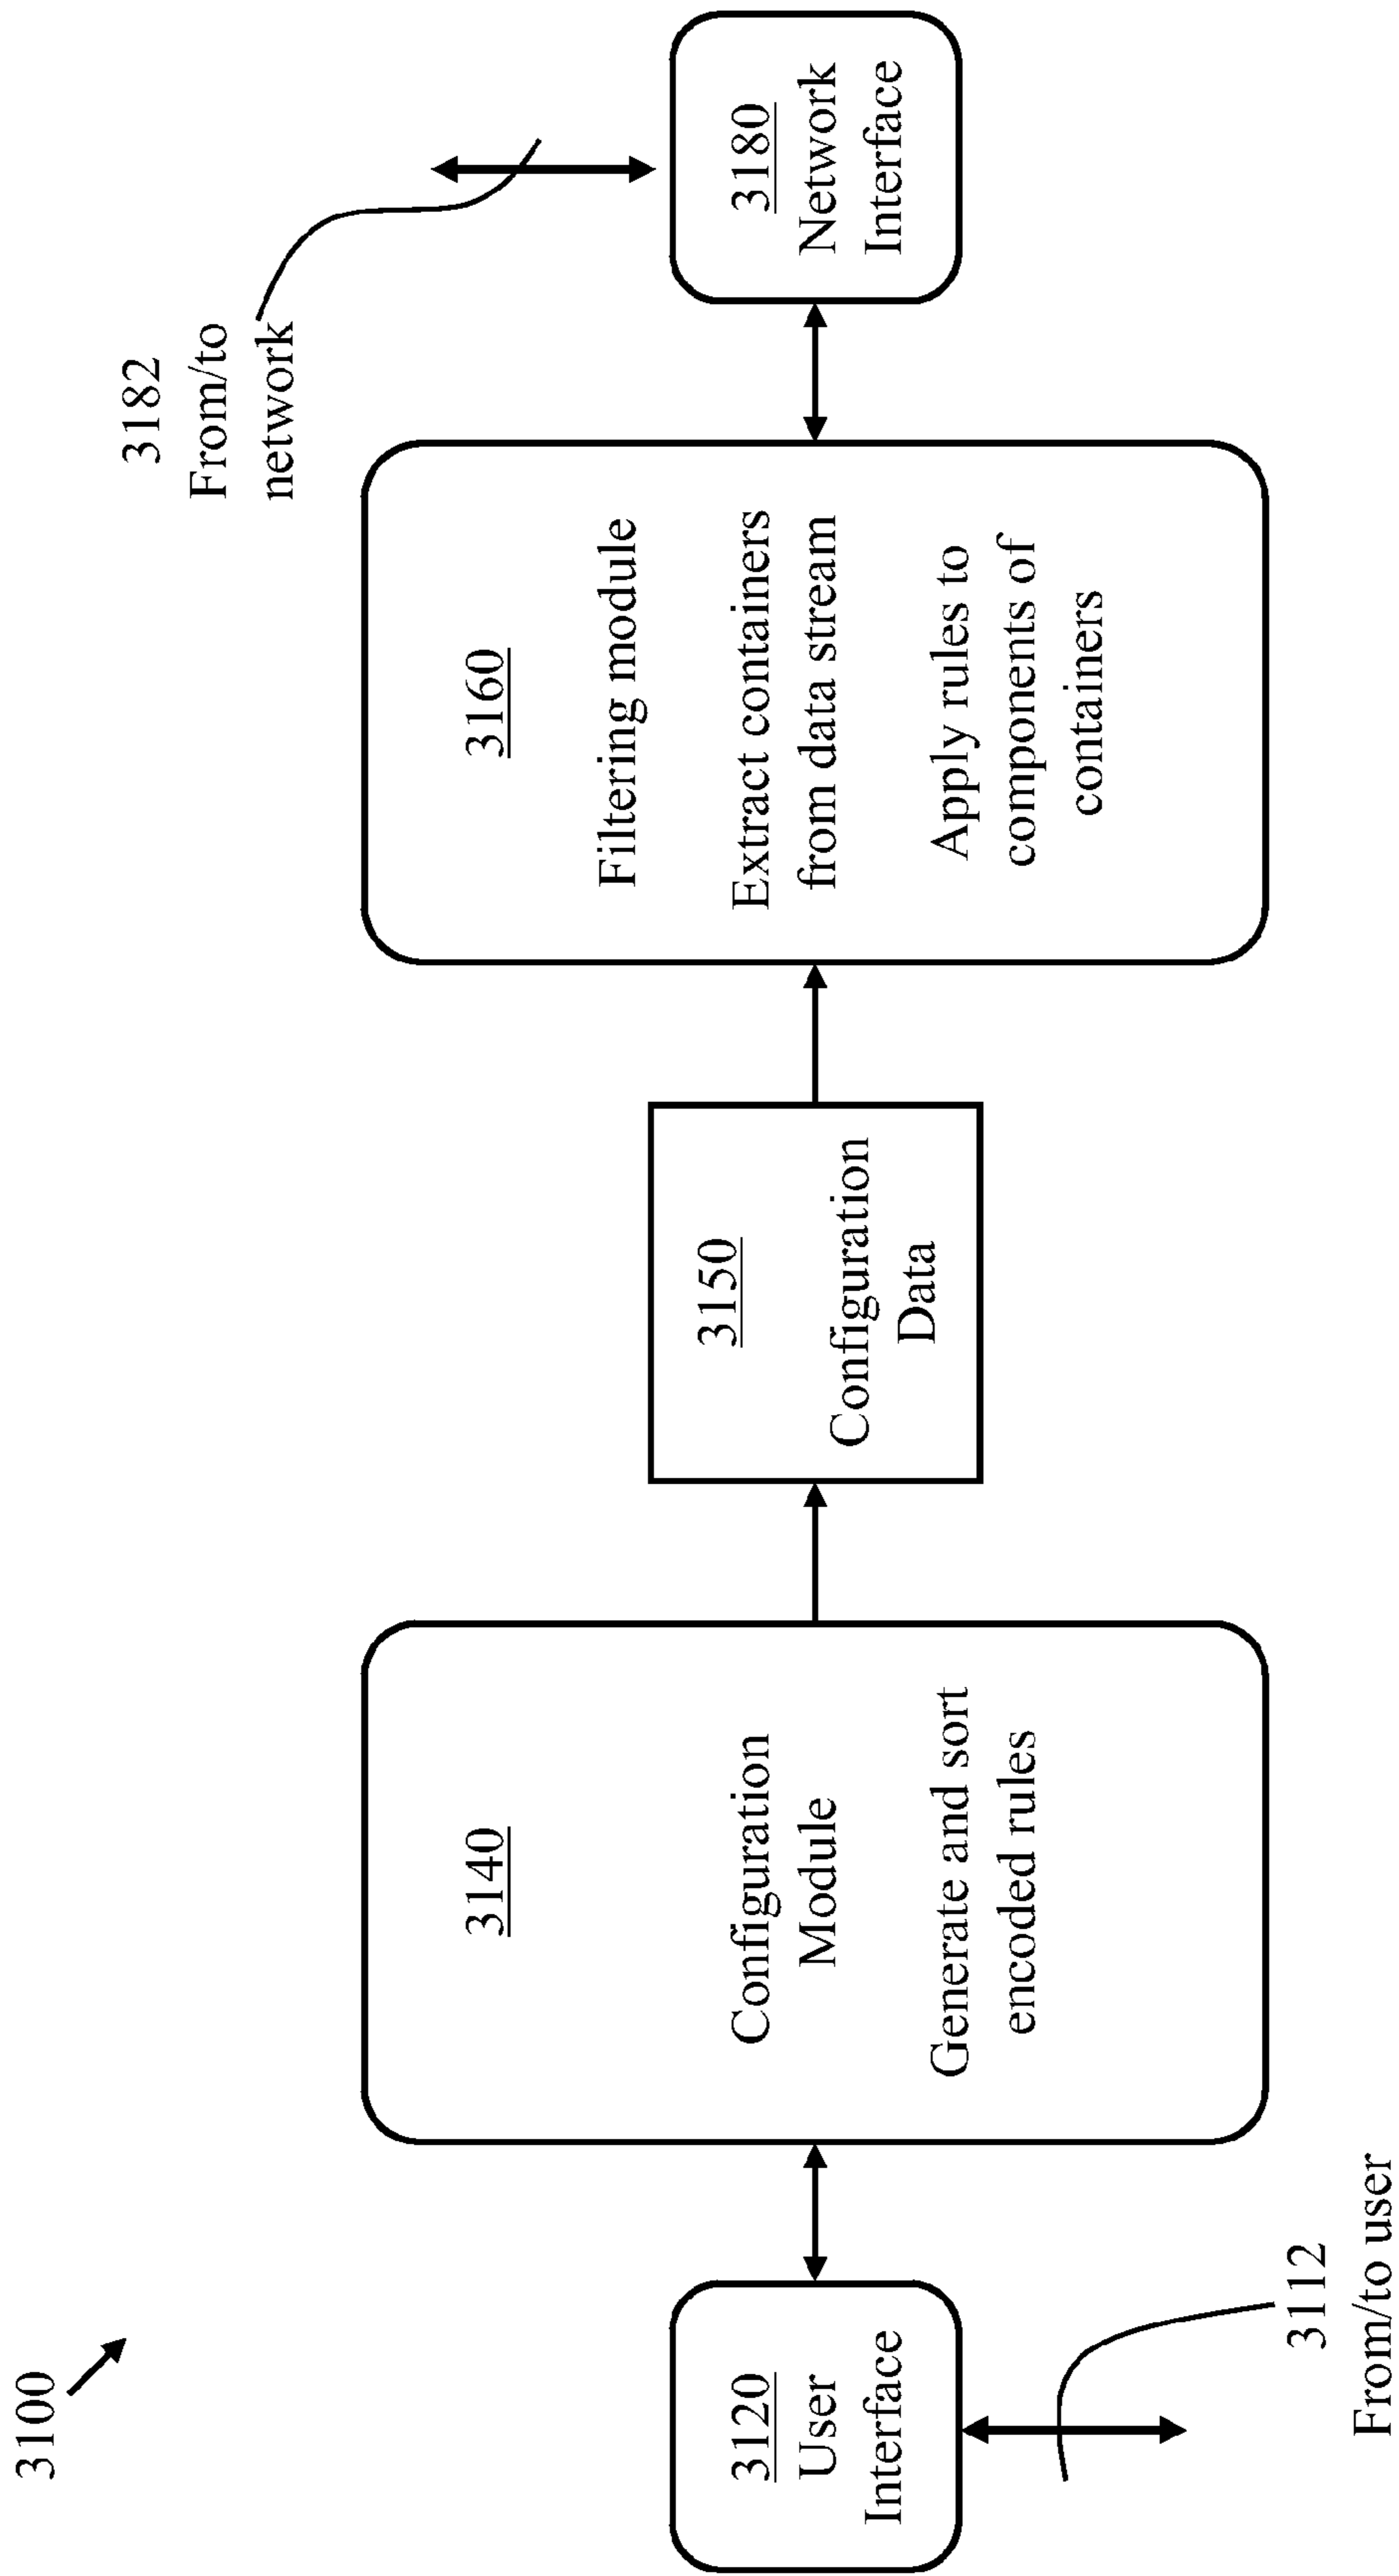 3100
3182
From/to
network
3120
User
Interface
3140
Configuration
Module
Generate and sort
encoded rules
3150
Configuration
Data
3160
Filtering module
Extract containers
from data stream
Apply rules to
components of
containers
3180
Network
Interface
3112
From/to user